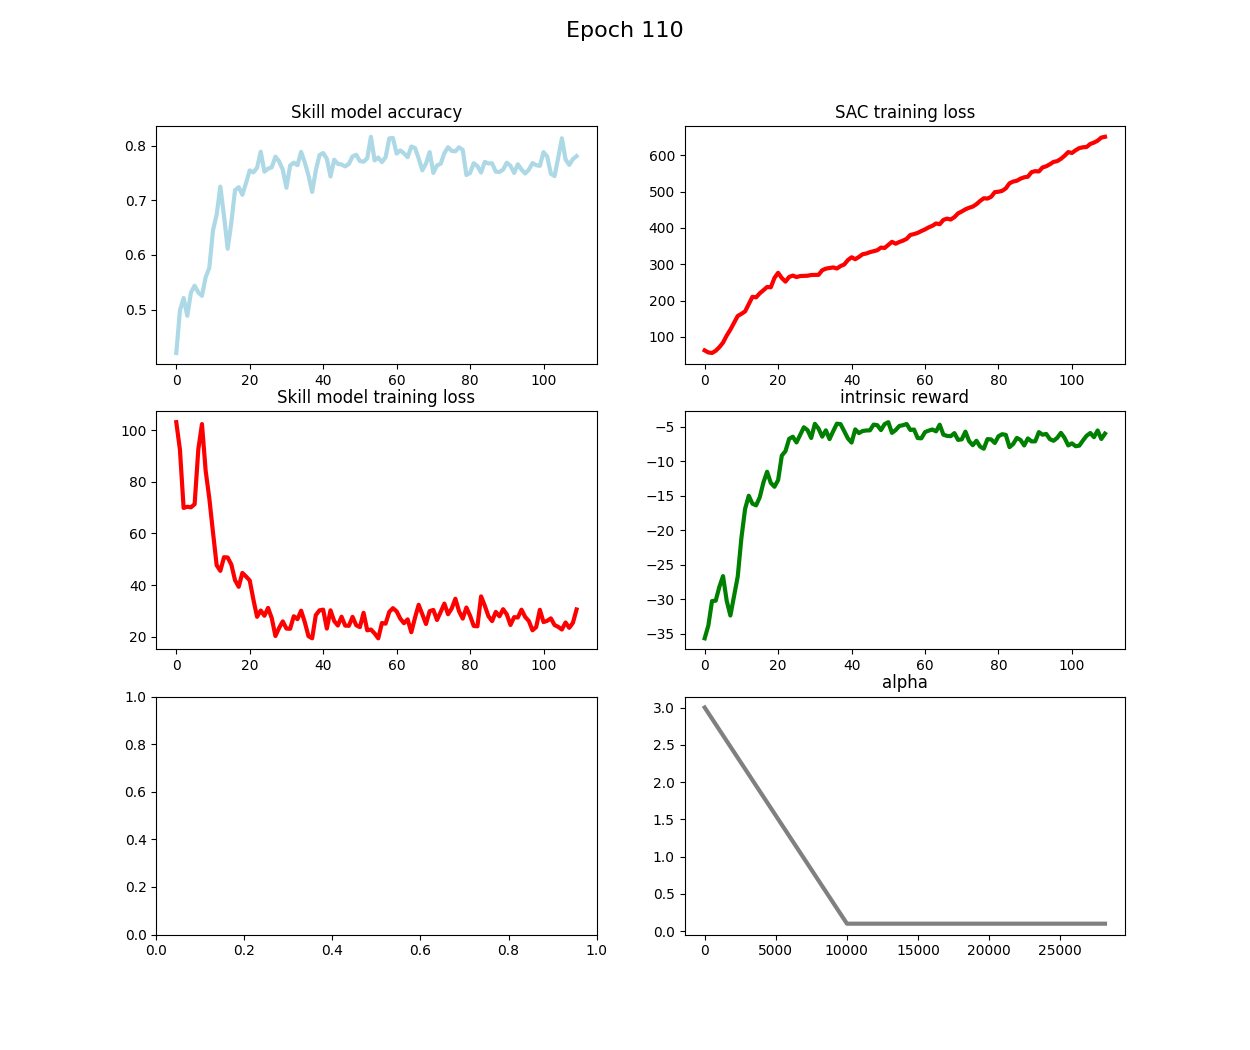 Epoch 110
Skill model accuracy
0.8
0.7
0.6
0.5
0 20 40 60 80 100
SAC training loss
600
500
400
300
200
100
0 20 40 60 80 100
Skill model training loss
100
80
60
40
20
0 20 40 60 80 100
intrinsic reward
−5
−10
−15
−20
−25
−30
−35
0 20 40 60 80 100
1.0
0.8
0.6
0.4
0.2
0.0
0.0 0.2 0.4 0.6 0.8 1.0
alpha
3.0
2.5
2.0
1.5
1.0
0.5
0.0
0 5000 10000 15000 20000 25000